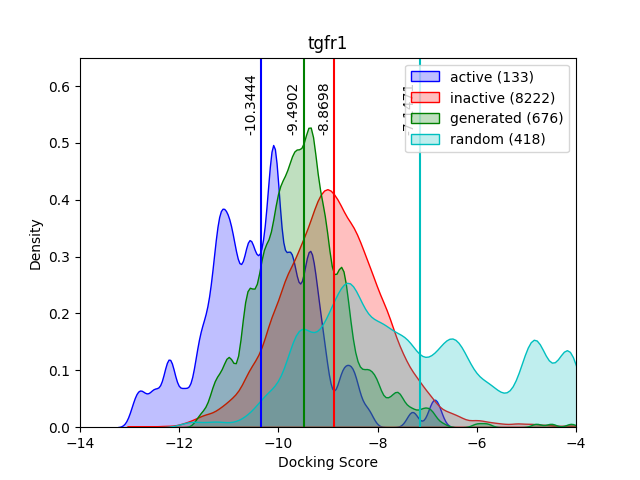 tgfr1
active (133)
inactive (8222)
generated (676)
random (418)
-10.3444
-9.4902
-8.8698
0.6
0.5
0.4
0.3
0.2
0.1
0.0
Density
−14
−12
−10
−8
−6
−4
Docking Score